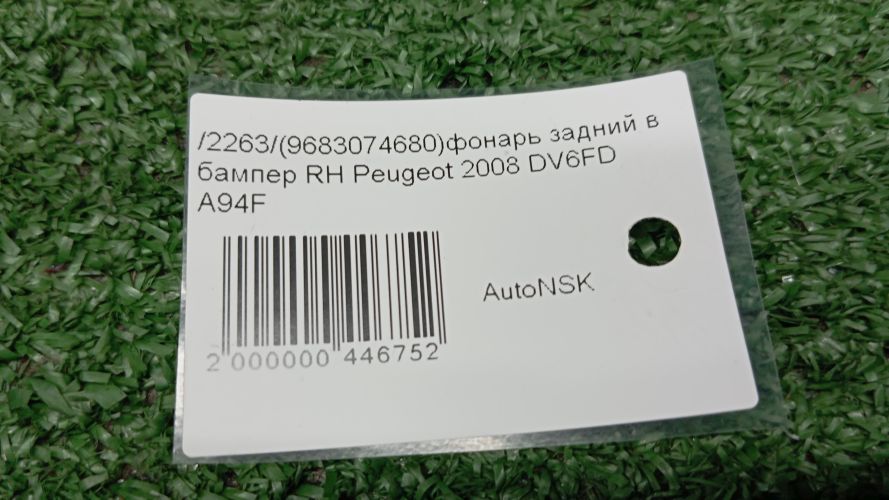 /2263/(9683074680)фонарь задний в
бампер RH Peugeot 2008 DV6FD
A94F
AutoNSK
2 000000 446752